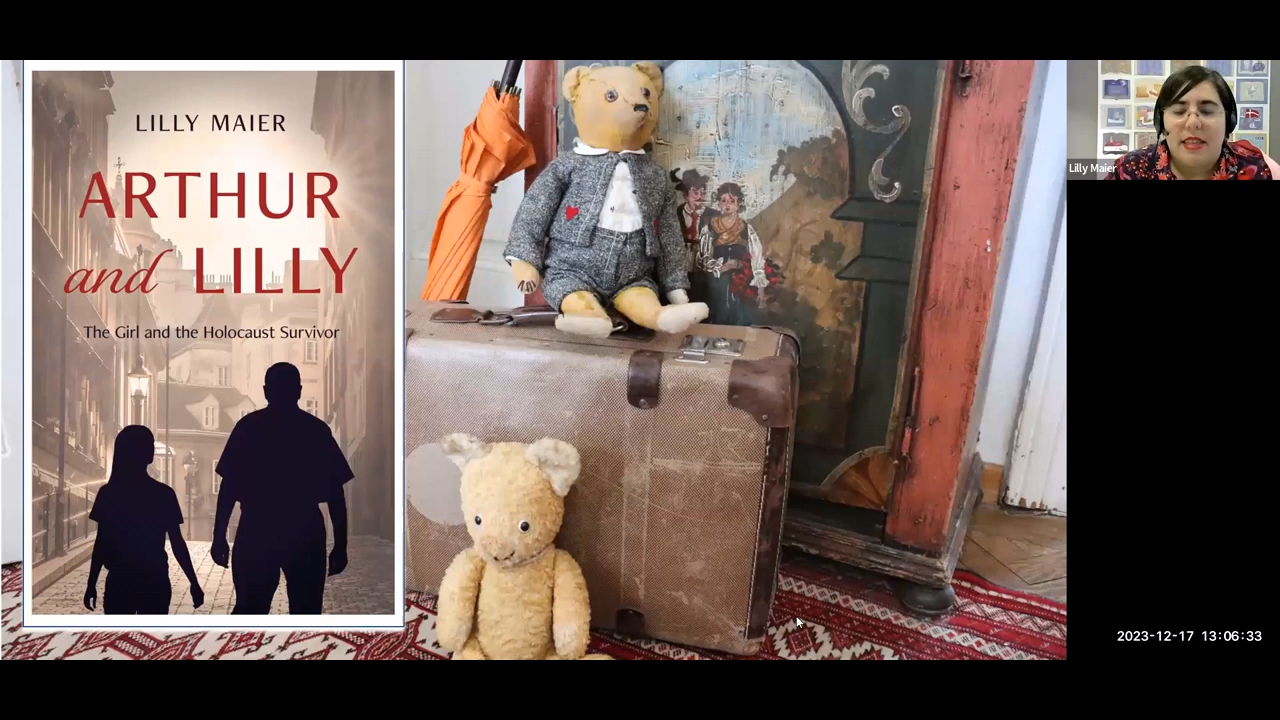 LILLY MAIER
ARTHUR
and LILLY
The Girl and the Holocaust Survivor
Lilly Maier
2023-12-17 13:06:33